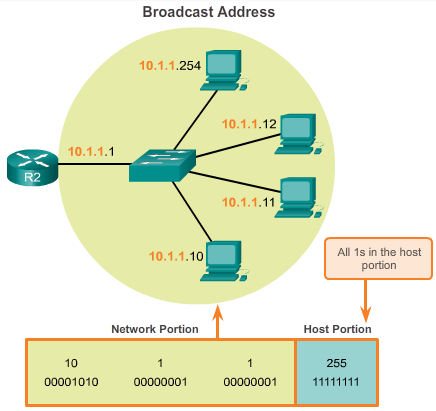 Broadcast Address
10.1.1.254
10.1.1.12
10.1.1.1
R2
10.1.1.11
10.1.1.10
All 1s in the host
portion
Network Portion
Host Portion
10 1 1 255
00001010 00000001 00000001 11111111